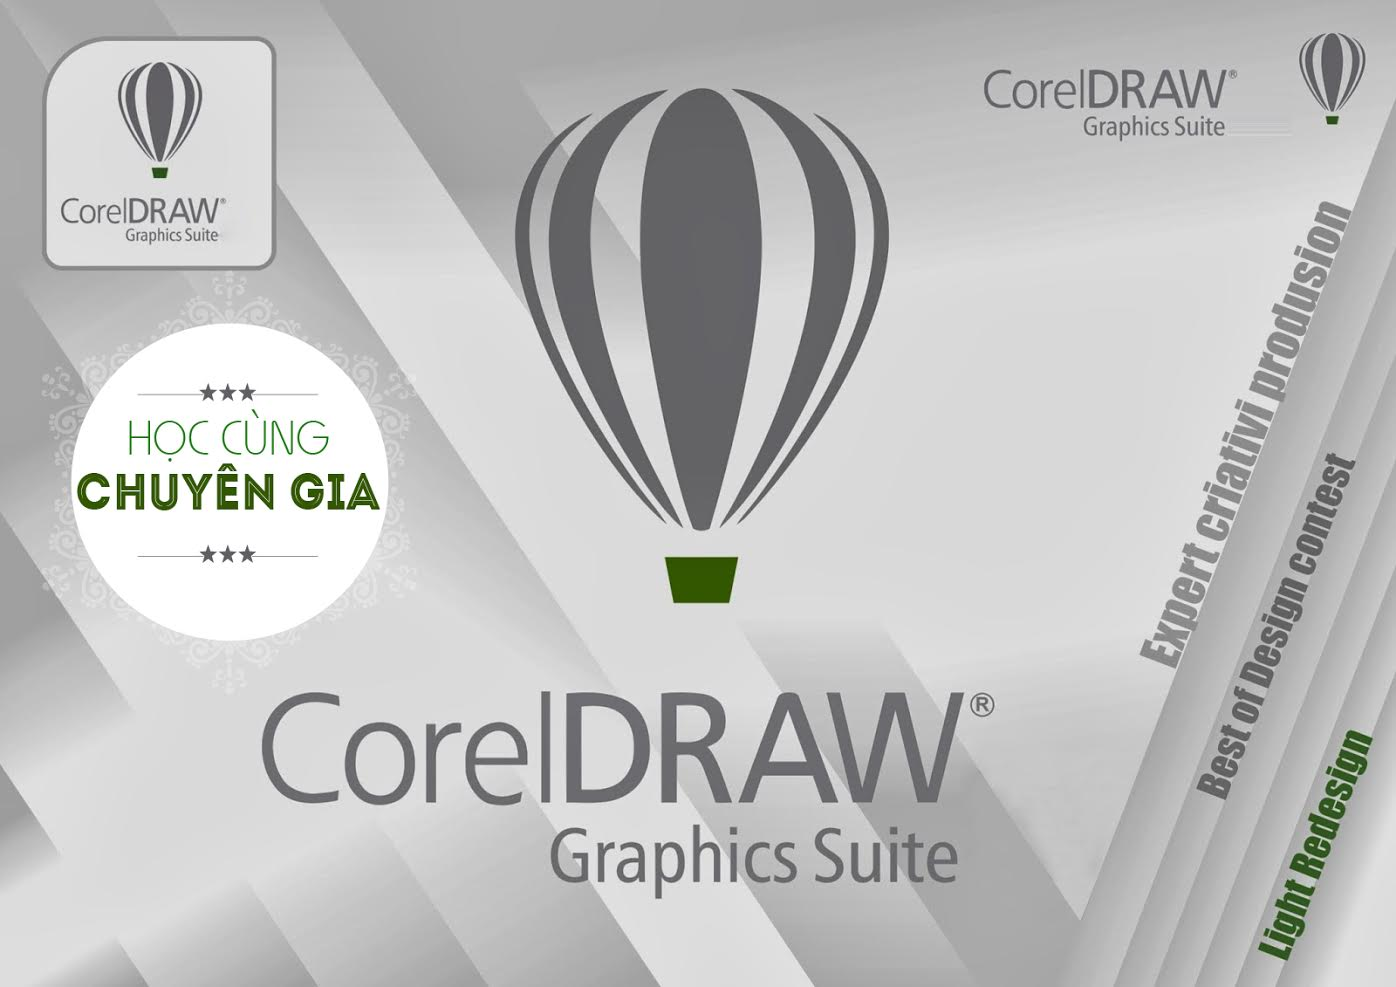 CorelDRAW®
Graphics Suite
CorelDRAW®
Graphics Suite
HỌC CÙNG
CHUYÊN GIA
CorelDRAW®
Graphics Suite
Expert criativi produsion
Best of Design contest
Light Redesign